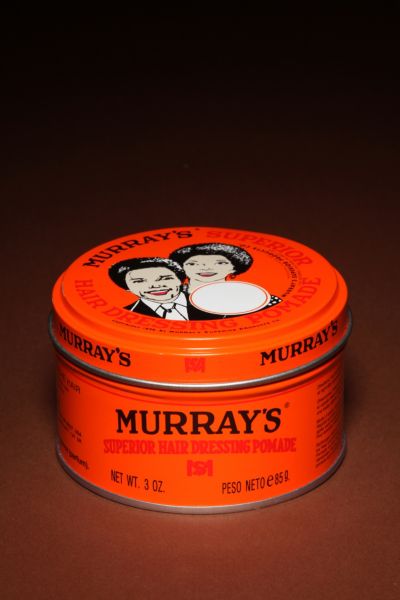 MURRAY'S SUPERIOR
HAIR DRESSING POMADE
MURRAY'S
MURRAY'S
MURRAY'S®
SUPERIOR HAIR DRESSING POMADE
NET WT. 3 OZ.
PESO NETO ℮ 85 g.